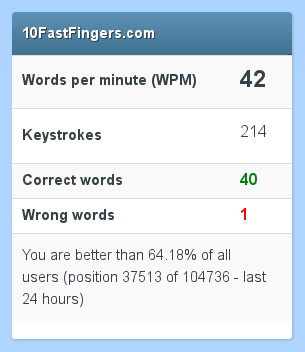 10FastFingers.com
Words per minute (WPM) 42
Keystrokes 214
Correct words 40
Wrong words 1
You are better than 64.18% of all
users (position 37513 of 104736 - last
24 hours)